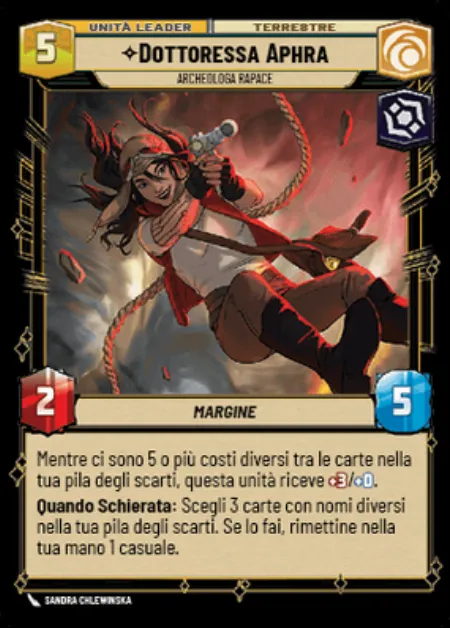 5
UNITÀ LEADER
TERRESTRE
DOTTORESSA APHRA
ARCHEOLOGA RAPACE
2
MARGINE
5
Mentre ci sono 5 o più costi diversi tra le carte nella
tua pila degli scarti, questa unità riceve +3/+0.
Quando Schierata: Scegli 3 carte con nomi diversi
nella tua pila degli scarti. Se lo fai, rimettine nella
tua mano 1 casuale.
SANDRA CHLEWINSKA